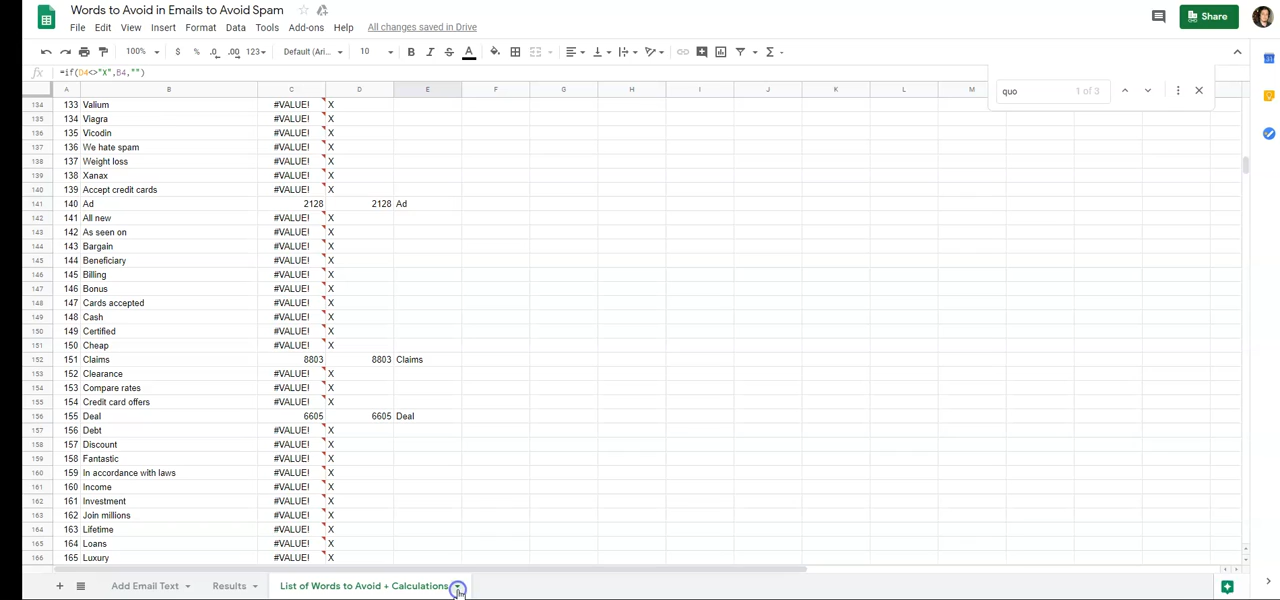 Words to Avoid in Emails to Avoid Spam
File Edit View Insert Format Data Tools Add-ons Help All changes saved in Drive
Share
100% $ % .0 .00 123 Default (Ari... 10 B I S A
fx =if(D4<>"X",B4,"")
quo 1 of 3
A B C D E F G H I J K L M
134 133 Valium #VALUE! X
135 134 Viagra #VALUE! X
136 135 Vicodin #VALUE! X
137 136 We hate spam #VALUE! X
138 137 Weight loss #VALUE! X
139 138 Xanax #VALUE! X
140 139 Accept credit cards #VALUE! X
141 140 Ad 2128 2128 Ad
142 141 All new #VALUE! X
143 142 As seen on #VALUE! X
144 143 Bargain #VALUE! X
145 144 Beneficiary #VALUE! X
146 145 Billing #VALUE! X
147 146 Bonus #VALUE! X
148 147 Cards accepted #VALUE! X
149 148 Cash #VALUE! X
150 149 Certified #VALUE! X
151 150 Cheap #VALUE! X
152 151 Claims 8803 8803 Claims
153 152 Clearance #VALUE! X
154 153 Compare rates #VALUE! X
155 154 Credit card offers #VALUE! X
156 155 Deal 6605 6605 Deal
157 156 Debt #VALUE! X
158 157 Discount #VALUE! X
159 158 Fantastic #VALUE! X
160 159 In accordance with laws #VALUE! X
161 160 Income #VALUE! X
162 161 Investment #VALUE! X
163 162 Join millions #VALUE! X
164 163 Lifetime #VALUE! X
165 164 Loans #VALUE! X
166 165 Luxury #VALUE! X
Add Email Text Results List of Words to Avoid + Calculations